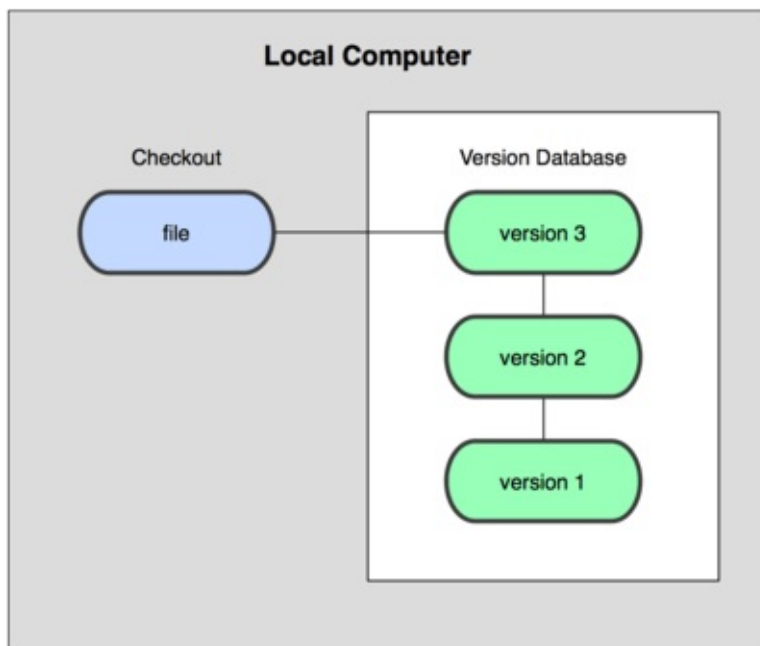 Local Computer
Checkout
Version Database
file
version 3
version 2
version 1